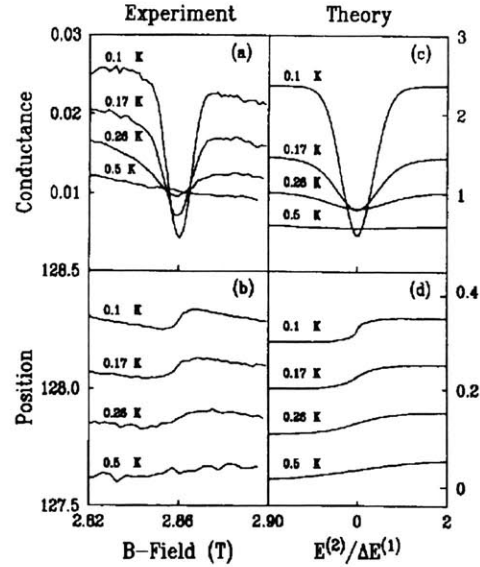 Experiment Theory
0.03 3
(a) (c)
0.1 K 0.1 K
0.02 2
0.17 K
0.26 K 0.17 K
0.5 K 0.26 K
0.01 1
0.5 K
Conductance
128.5
(b) (d) 0.4
0.1 K 0.1 K
0.17 K 0.17 K
128.0 0.2
0.26 K 0.26 K
0.5 K 0.5 K
Position
127.5 0
2.82 2.86 2.90 0 2
B-Field (T) E⁽²⁾/ΔE⁽¹⁾